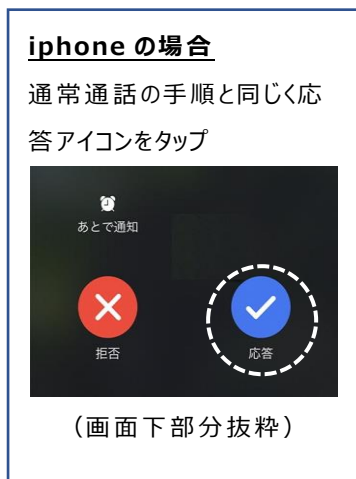 iphone の場合
通常通話の手順と同じく応
答アイコンをタップ
あとで通知
拒否
応答
（画面下部分抜粋）